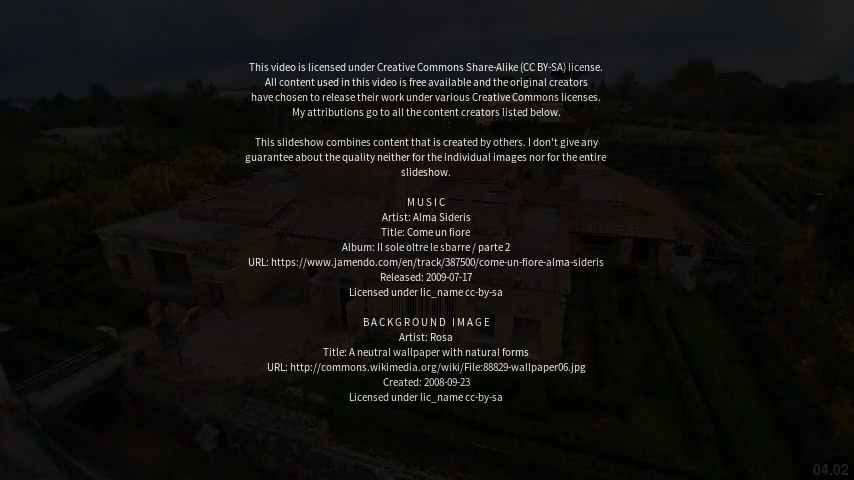 This video is licensed under Creative Commons Share-Alike (CC BY-SA) license.
All content used in this video is free available and the original creators
have chosen to release their work under various Creative Commons licenses.
My attributions go to all the content creators listed below.
This slideshow combines content that is created by others. I don't give any
guarantee about the quality neither for the individual images nor for the entire
slideshow.
MUSIC
Artist: Alma Sideris
Title: Come un fiore
Album: Il sole oltre le sbarre / parte 2
URL: https://www.jamendo.com/en/track/387500/come-un-fiore-alma-sideris
Released: 2009-07-17
Licensed under lic_name cc-by-sa
BACKGROUND IMAGE
Artist: Rosa
Title: A neutral wallpaper with natural forms
URL: http://commons.wikimedia.org/wiki/File:88829-wallpaper06.jpg
Created: 2008-09-23
Licensed under lic_name cc-by-sa
04.02